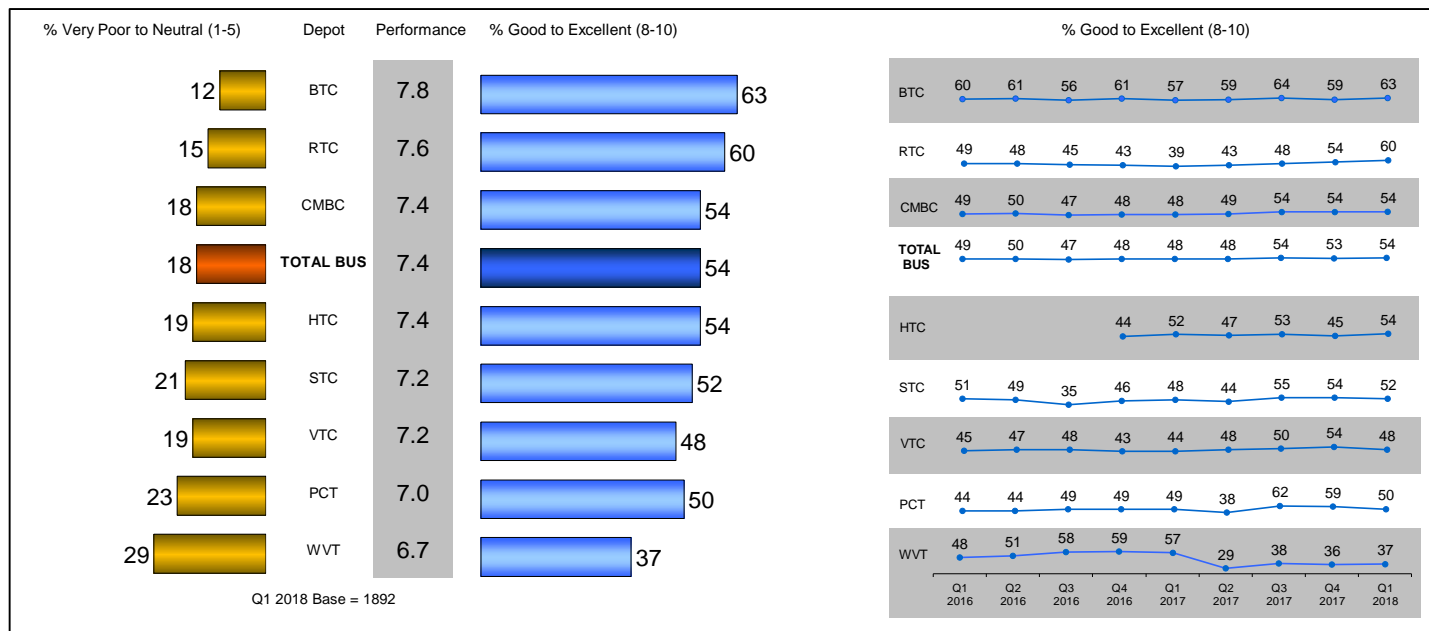 % Very Poor to Neutral (1-5) Depot Performance % Good to Excellent (8-10)
12 BTC 7.8 63
15 RTC 7.6 60
18 CMBC 7.4 54
18 TOTAL BUS 7.4 54
19 HTC 7.4 54
21 STC 7.2 52
19 VTC 7.2 48
23 PCT 7.0 50
29 WVT 6.7 37
Q1 2018 Base = 1892
% Good to Excellent (8-10)
BTC 60 61 56 61 57 59 64 59 63
RTC 49 48 45 43 39 43 48 54 60
CMBC 49 50 47 48 48 49 54 54 54
TOTAL
BUS 49 50 47 48 48 48 54 53 54
HTC 44 52 47 53 45 54
STC 51 49 35 46 48 44 55 54 52
VTC 45 47 48 43 44 48 50 54 48
PCT 44 44 49 49 49 38 62 59 50
WVT 48 51 58 59 57 29 38 36 37
Q1 Q2 Q3 Q4 Q1 Q2 Q3 Q4 Q1
2016 2016 2016 2016 2017 2017 2017 2017 2018